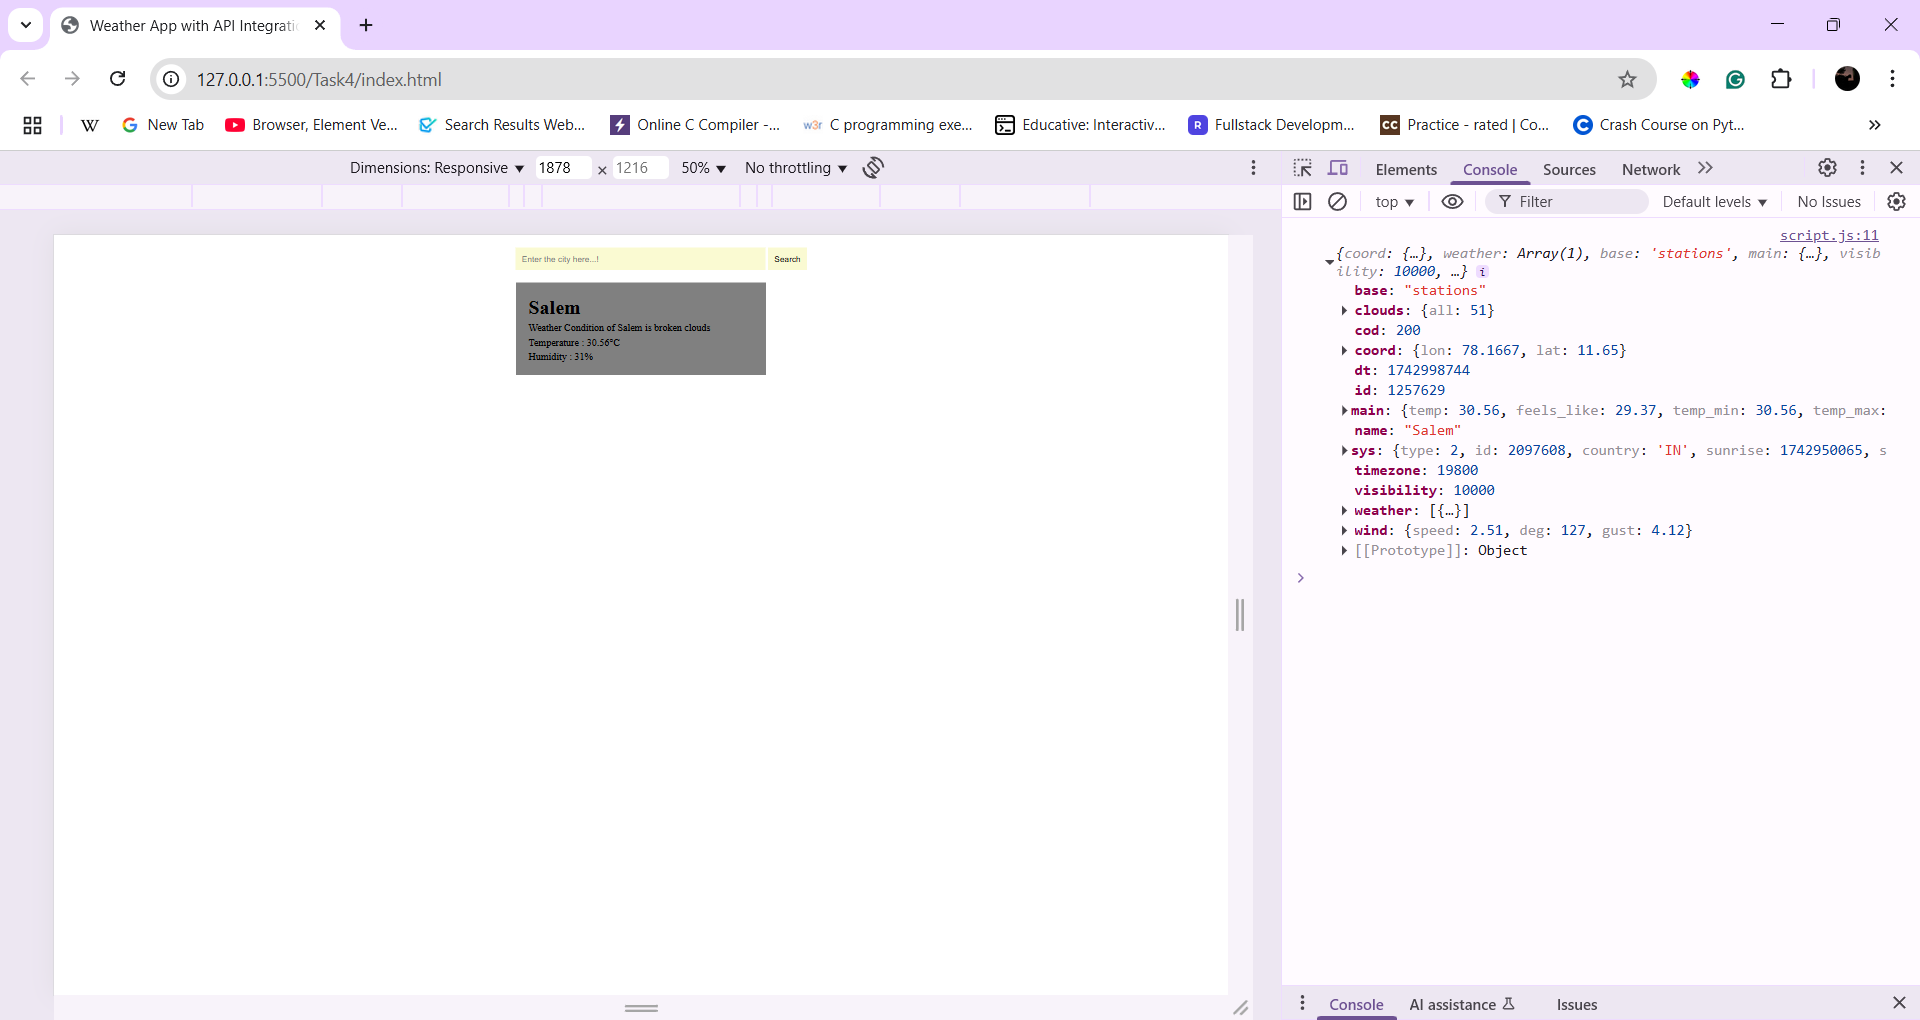 Weather App with API Integrati
127.0.0.1:5500/Task4/index.html
W New Tab Browser, Element Ve... Search Results Web... Online C Compiler -... w3r C programming exe... Educative: Interactiv... R Fullstack Developm... CC Practice - rated | Co... Crash Course on Pyt...
Dimensions: Responsive 1878 × 1216 50% No throttling
Elements Console Sources Network
top Filter Default levels No Issues
Enter the city here...! Search
Salem
Weather Condition of Salem is broken clouds
Temperature : 30.56°C
Humidity : 31%
script.js:11
{coord: {…}, weather: Array(1), base: 'stations', main: {…}, visib
ility: 10000, …} i
base: "stations"
clouds: {all: 51}
cod: 200
coord: {lon: 78.1667, lat: 11.65}
dt: 1742998744
id: 1257629
main: {temp: 30.56, feels_like: 29.37, temp_min: 30.56, temp_max:
name: "Salem"
sys: {type: 2, id: 2097608, country: 'IN', sunrise: 1742950065, s
timezone: 19800
visibility: 10000
weather: [{…}]
wind: {speed: 2.51, deg: 127, gust: 4.12}
[[Prototype]]: Object
Console AI assistance Issues